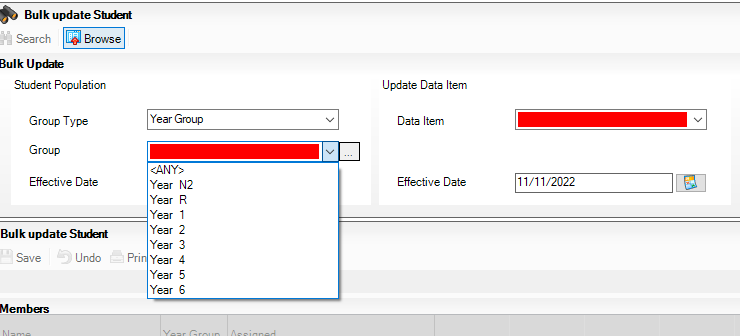 Bulk update Student
Search Browse
Bulk Update
Student Population Update Data Item
Group Type Year Group Data Item
Group ...
<ANY>
Effective Date Effective Date 11/11/2022
Year N2
Year R
Year 1
Year 2
Year 3
Year 4
Year 5
Year 6
Bulk update Student
Save Undo Prin
Members
Name Year Group Assigned